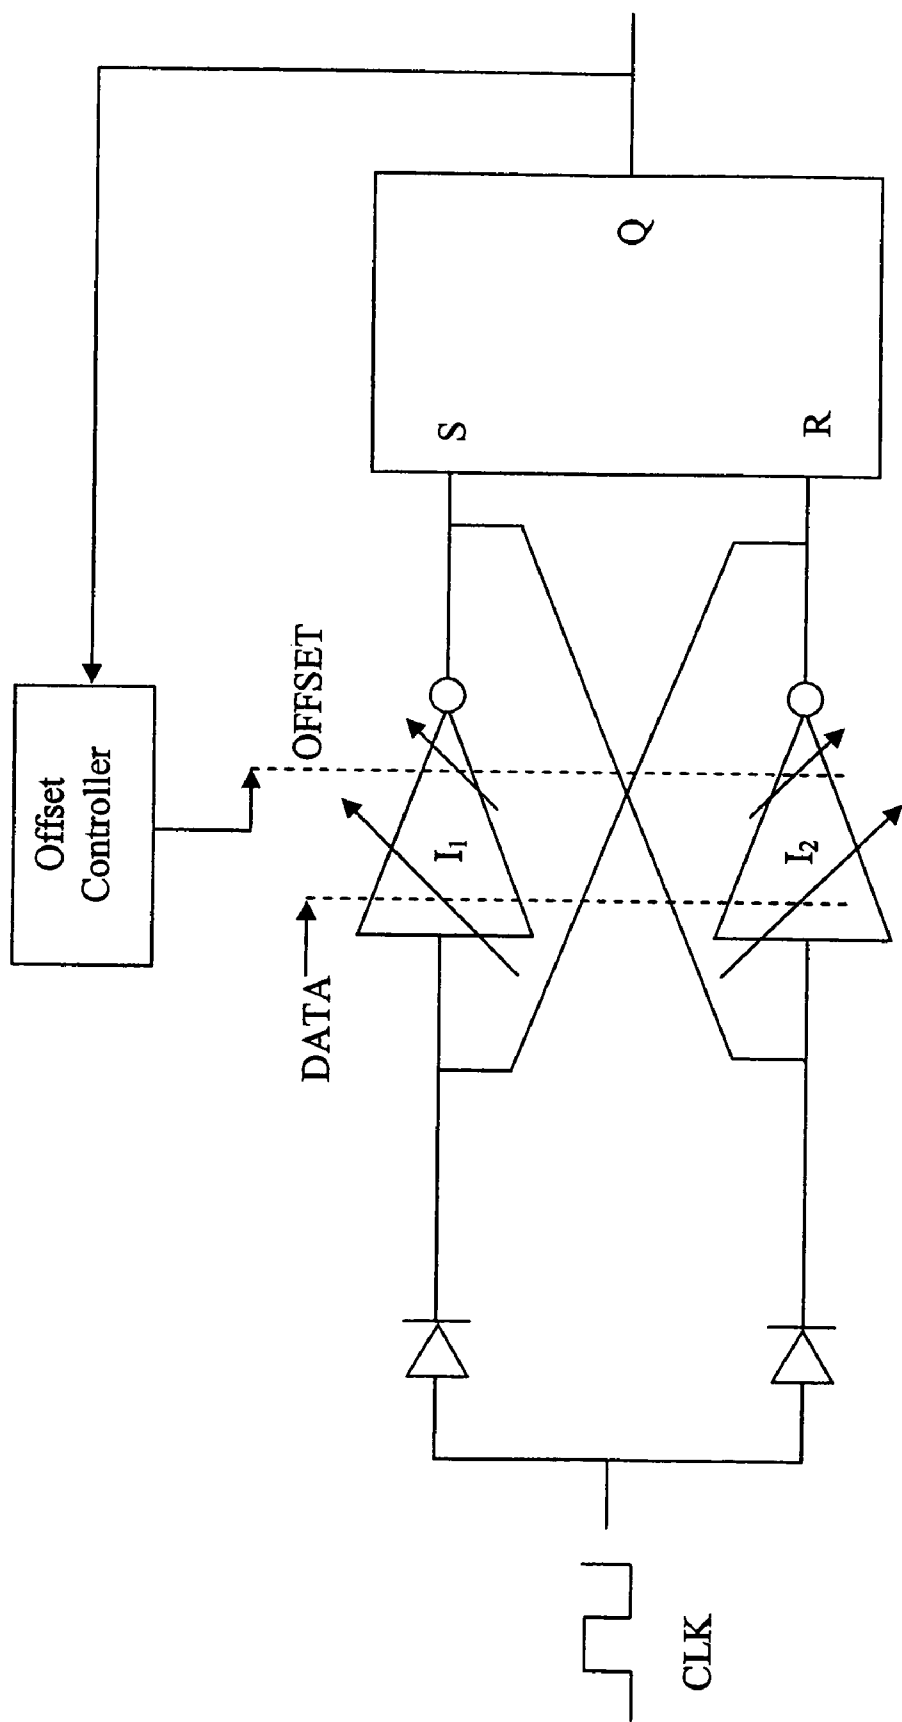 Offset
Controller
OFFSET
DATA
I₁
I₂
S
R
Q
CLK